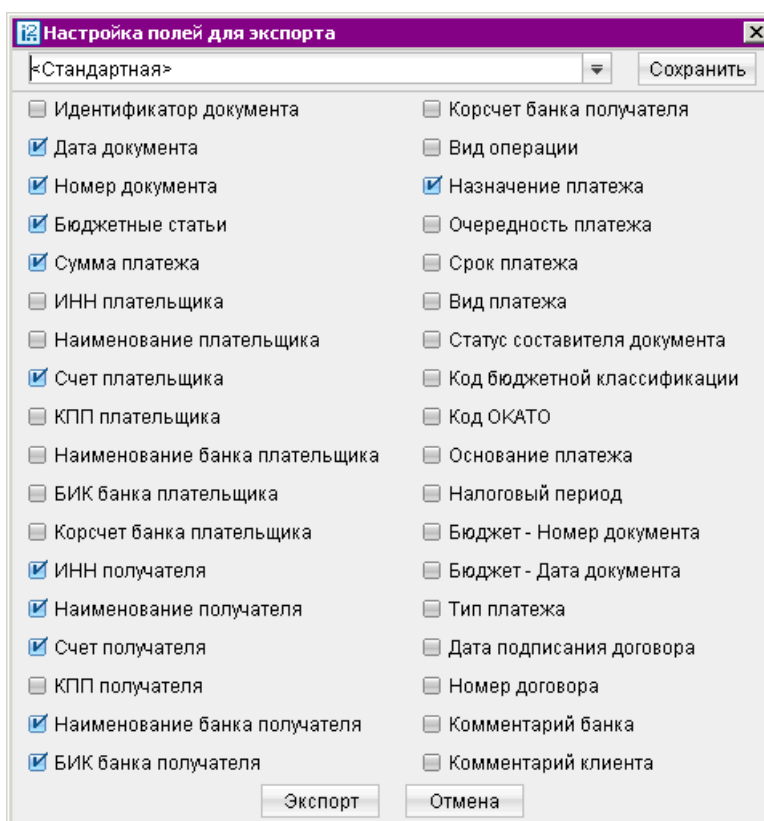 Настройка полей для экспорта
<Стандартная>
Сохранить
Идентификатор документа
Дата документа
Номер документа
Бюджетные статьи
Сумма платежа
ИНН плательщика
Наименование плательщика
Счет плательщика
КПП плательщика
Наименование банка плательщика
БИК банка плательщика
Корсчет банка плательщика
ИНН получателя
Наименование получателя
Счет получателя
КПП получателя
Наименование банка получателя
БИК банка получателя
Корсчет банка получателя
Вид операции
Назначение платежа
Очередность платежа
Срок платежа
Вид платежа
Статус составителя документа
Код бюджетной классификации
Код ОКАТО
Основание платежа
Налоговый период
Бюджет - Номер документа
Бюджет - Дата документа
Тип платежа
Дата подписания договора
Номер договора
Комментарий банка
Комментарий клиента
Экспорт
Отмена